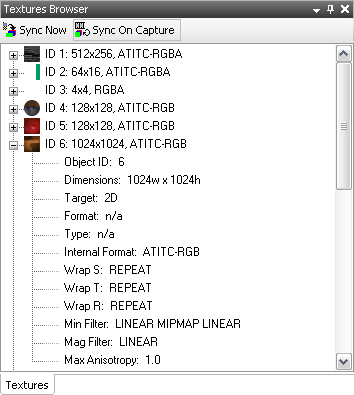 Textures Browser
Sync Now Sync On Capture
ID 1: 512x256, ATITC-RGBA
ID 2: 64x16, ATITC-RGBA
ID 3: 4x4, RGBA
ID 4: 128x128, ATITC-RGB
ID 5: 128x128, ATITC-RGB
ID 6: 1024x1024, ATITC-RGB
Object ID: 6
Dimensions: 1024w x 1024h
Target: 2D
Format: n/a
Type: n/a
Internal Format: ATITC-RGB
Wrap S: REPEAT
Wrap T: REPEAT
Wrap R: REPEAT
Min Filter: LINEAR MIPMAP LINEAR
Mag Filter: LINEAR
Max Anisotropy: 1.0
Textures